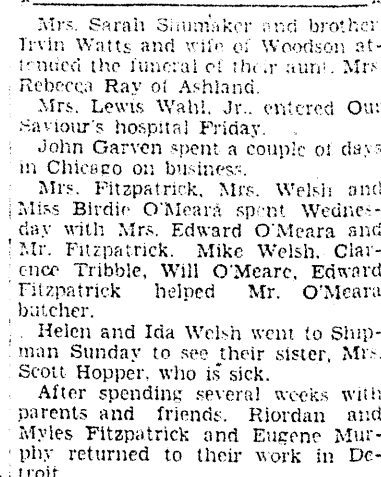 Mrs. Sarah Shumaker and brother
Irvin Watts and wife of Woodson at-
tended the funeral of their aunt, Mrs.
Rebecca Ray of Ashland.
Mrs. Lewis Wahl, Jr., entered Our
Saviour's hospital Friday.
John Garven spent a couple of days
in Chicago on business.
Mrs. Fitzpatrick, Mrs. Welsh and
Miss Birdie O'Meara spent Wednes-
day with Mrs. Edward O'Meara and
Mr. Fitzpatrick. Mike Welsh, Clar-
ence Tribble, Will O'Meare, Edward
Fitzpatrick helped Mr. O'Meara
butcher.
Helen and Ida Welsh went to Ship-
man Sunday to see their sister, Mrs.
Scott Hopper, who is sick.
After spending several weeks with
parents and friends, Riordan and
Myles Fitzpatrick and Eugene Mur-
phy returned to their work in De-
troit